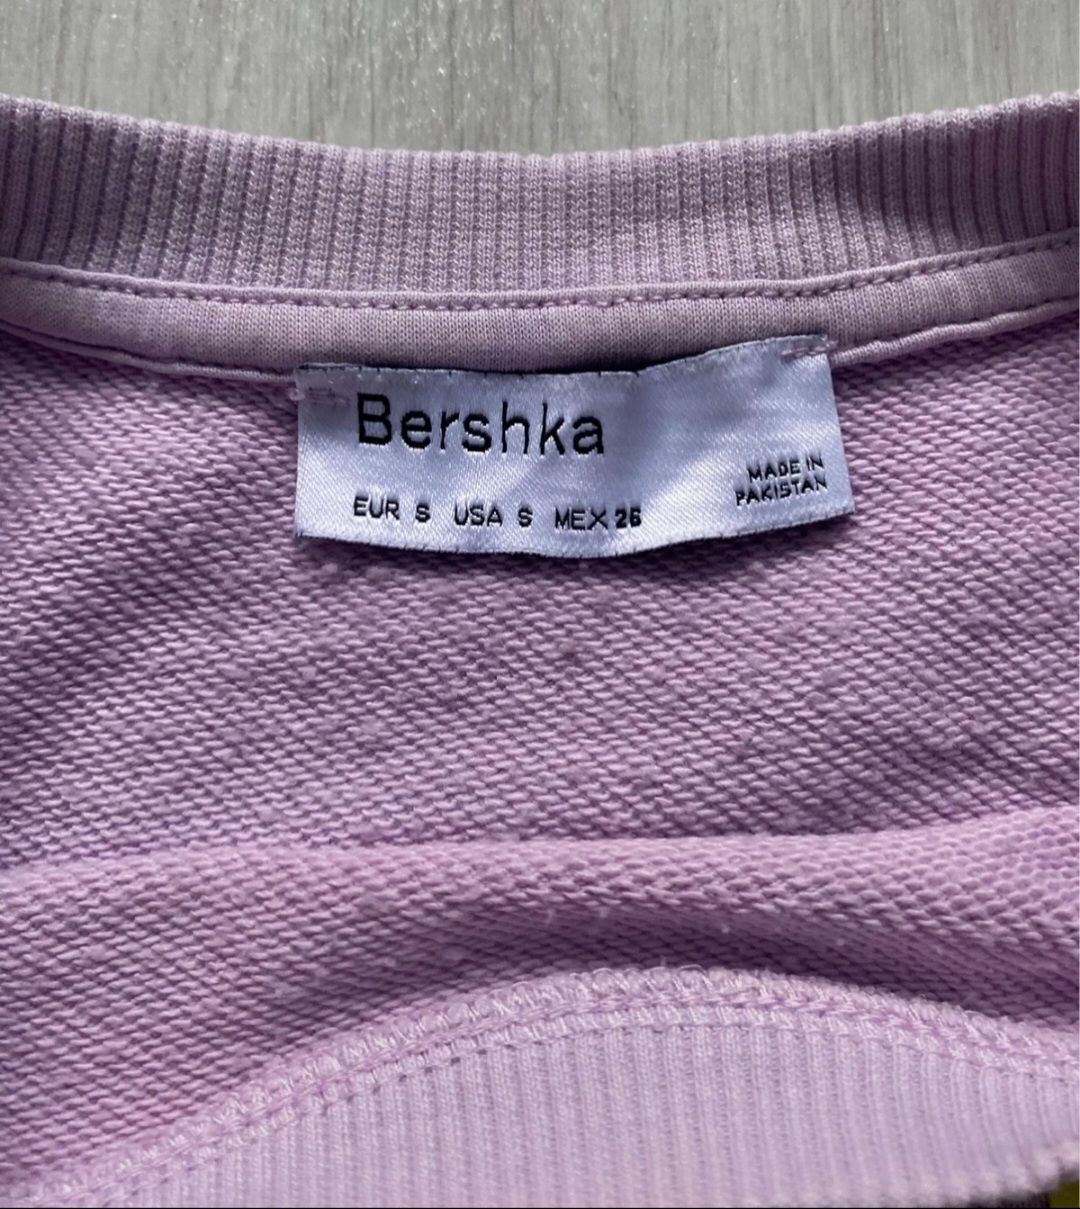 Bershka
MADE IN
PAKISTAN
EUR S USA S MEX 26